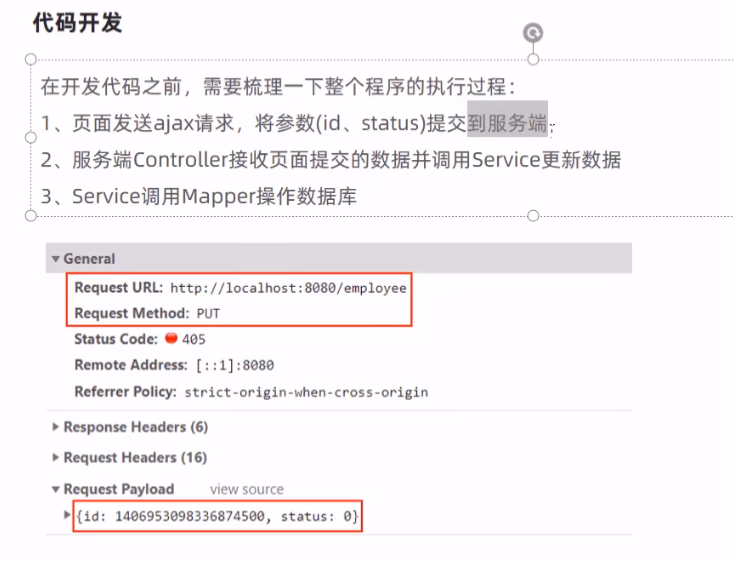 代码开发
在开发代码之前，需要梳理一下整个程序的执行过程：
1、页面发送ajax请求，将参数(id、status)提交到服务端
2、服务端Controller接收页面提交的数据并调用Service更新数据
3、Service调用Mapper操作数据库
General
Request URL: http://localhost:8080/employee
Request Method: PUT
Status Code: 405
Remote Address: [::1]:8080
Referrer Policy: strict-origin-when-cross-origin
Response Headers (6)
Request Headers (16)
Request Payload view source
{id: 1406953098336874500, status: 0}